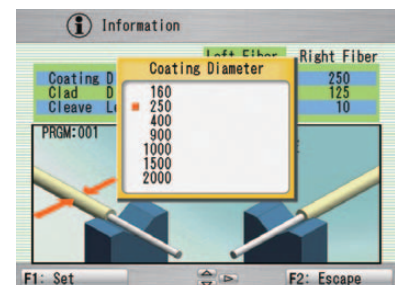 Information
Left Fiber Right Fiber
Coating Diameter
Coating D 250
Clad D 125
Cleave Le 10
160
250
400
900
1000
1500
2000
PRGM:001
F1: Set F2: Escape